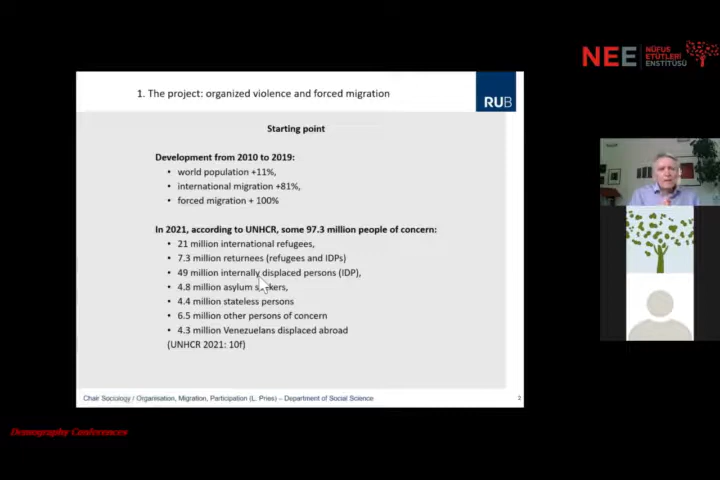 NEE NÜFUS
ETÜTLERİ
ENSTİTÜSÜ
1. The project: organized violence and forced migration
RUB
Starting point
Development from 2010 to 2019:
• world population +11%,
• international migration +81%,
• forced migration + 100%
In 2021, according to UNHCR, some 97.3 million people of concern:
• 21 million international refugees,
• 7.3 million returnees (refugees and IDPs)
• 49 million internally displaced persons (IDP),
• 4.8 million asylum seekers,
• 4.4 million stateless persons
• 6.5 million other persons of concern
• 4.3 million Venezuelans displaced abroad
(UNHCR 2021: 10f)
Chair Sociology / Organisation, Migration, Participation (L. Pries) – Department of Social Science 2
Demography Conferences